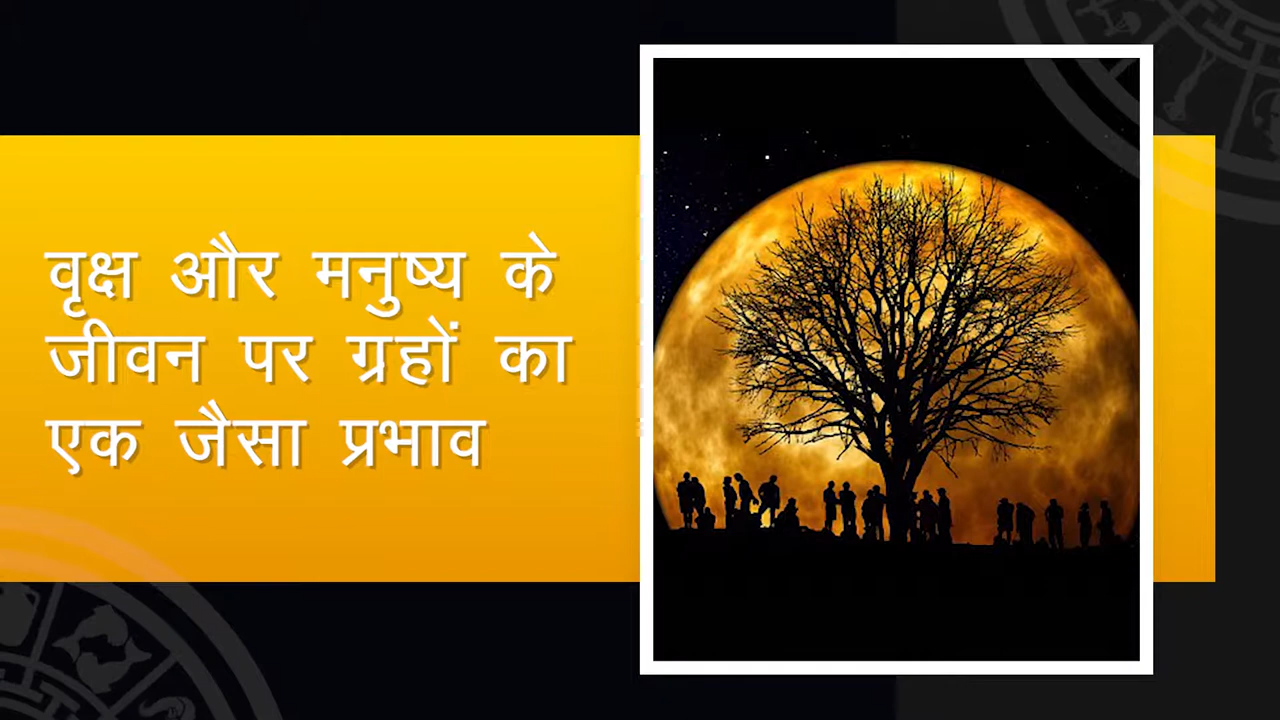 वृक्ष और मनुष्य के
जीवन पर ग्रहों का
एक जैसा प्रभाव